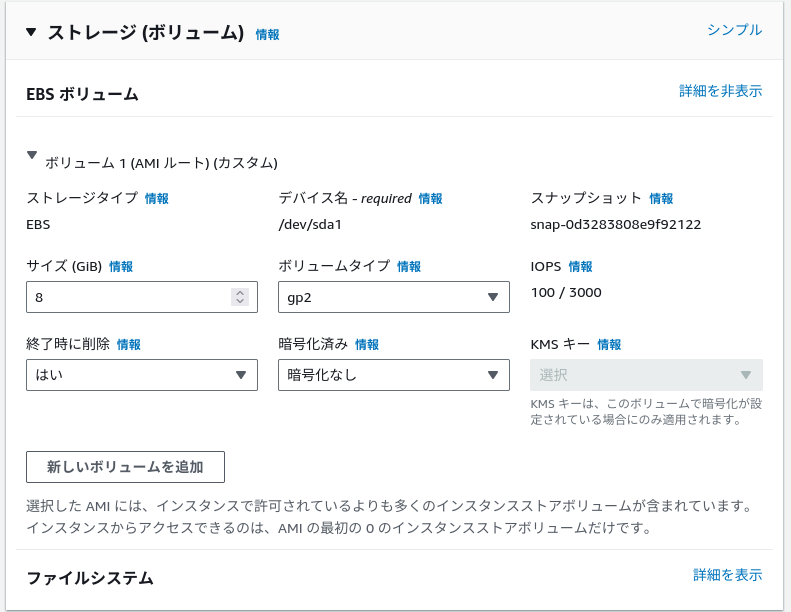 ストレージ (ボリューム) 情報 シンプル
EBS ボリューム 詳細を非表示
ボリューム 1 (AMI ルート) (カスタム)
ストレージタイプ 情報 デバイス名 - required 情報 スナップショット 情報
EBS /dev/sda1 snap-0d3283808e9f92122
サイズ (GiB) 情報 ボリュームタイプ 情報 IOPS 情報
8 gp2 100 / 3000
終了時に削除 情報 暗号化済み 情報 KMS キー 情報
はい 暗号化なし 選択
KMS キーは、このボリュームで暗号化が設
定されている場合にのみ適用されます。
新しいボリュームを追加
選択した AMI には、インスタンスで許可されているよりも多くのインスタンスストアボリュームが含まれています。
インスタンスからアクセスできるのは、AMI の最初の 0 のインスタンスストアボリュームだけです。
ファイルシステム 詳細を表示